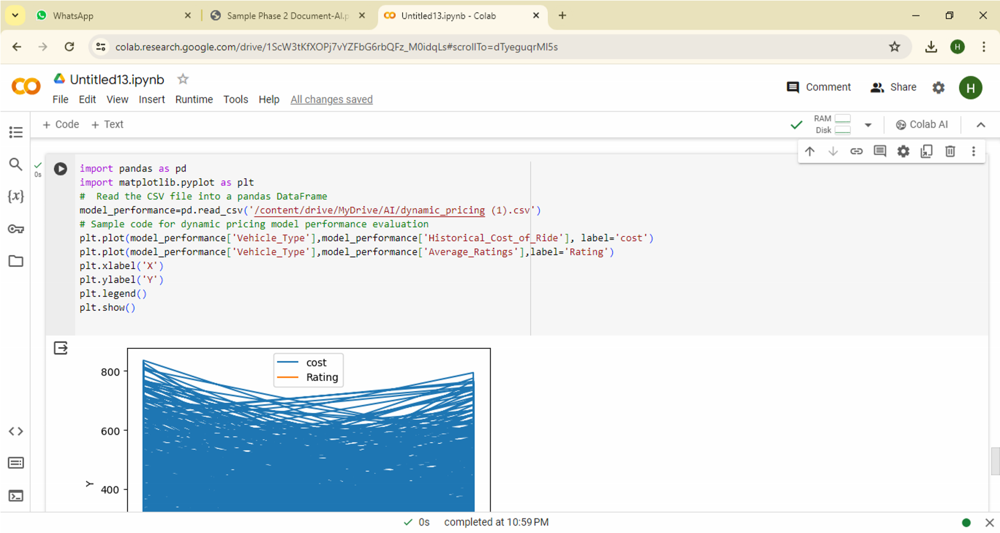 WhatsApp
Sample Phase 2 Document-AI.p
Untitled13.ipynb - Colab
colab.research.google.com/drive/1ScW3tKfXOPj7vYZFbG6rbQFz_M0idqLs#scrollTo=dTyeguqrMI5s
H
CO
Untitled13.ipynb
File Edit View Insert Runtime Tools Help All changes saved
Comment
Share
H
+ Code + Text
RAM
Disk
Colab AI
0s
import pandas as pd
import matplotlib.pyplot as plt
#  Read the CSV file into a pandas DataFrame
model_performance=pd.read_csv('/content/drive/MyDrive/AI/dynamic_pricing (1).csv')
# Sample code for dynamic pricing model performance evaluation
plt.plot(model_performance['Vehicle_Type'],model_performance['Historical_Cost_of_Ride'], label='cost')
plt.plot(model_performance['Vehicle_Type'],model_performance['Average_Ratings'],label='Rating')
plt.xlabel('X')
plt.ylabel('Y')
plt.legend()
plt.show()
cost
Rating
800
600
400
Y
0s completed at 10:59 PM